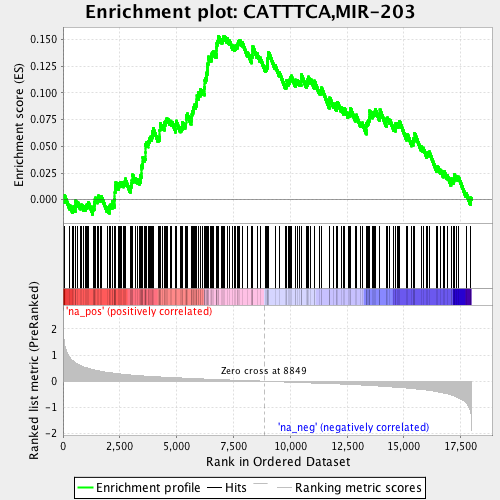 Enrichment plot: CATTTCA,MIR-203
Enrichment score (ES)
0.150
0.125
0.100
0.075
0.050
0.025
0.000
'na_pos' (positively correlated)
Ranked list metric (PreRanked)
2
1
0
-1
-2
Zero cross at 8849
'na_neg' (negatively correlated)
0
2,500
5,000
7,500
10,000
12,500
15,000
17,500
Rank in Ordered Dataset
Enrichment profile
Hits
Ranking metric scores